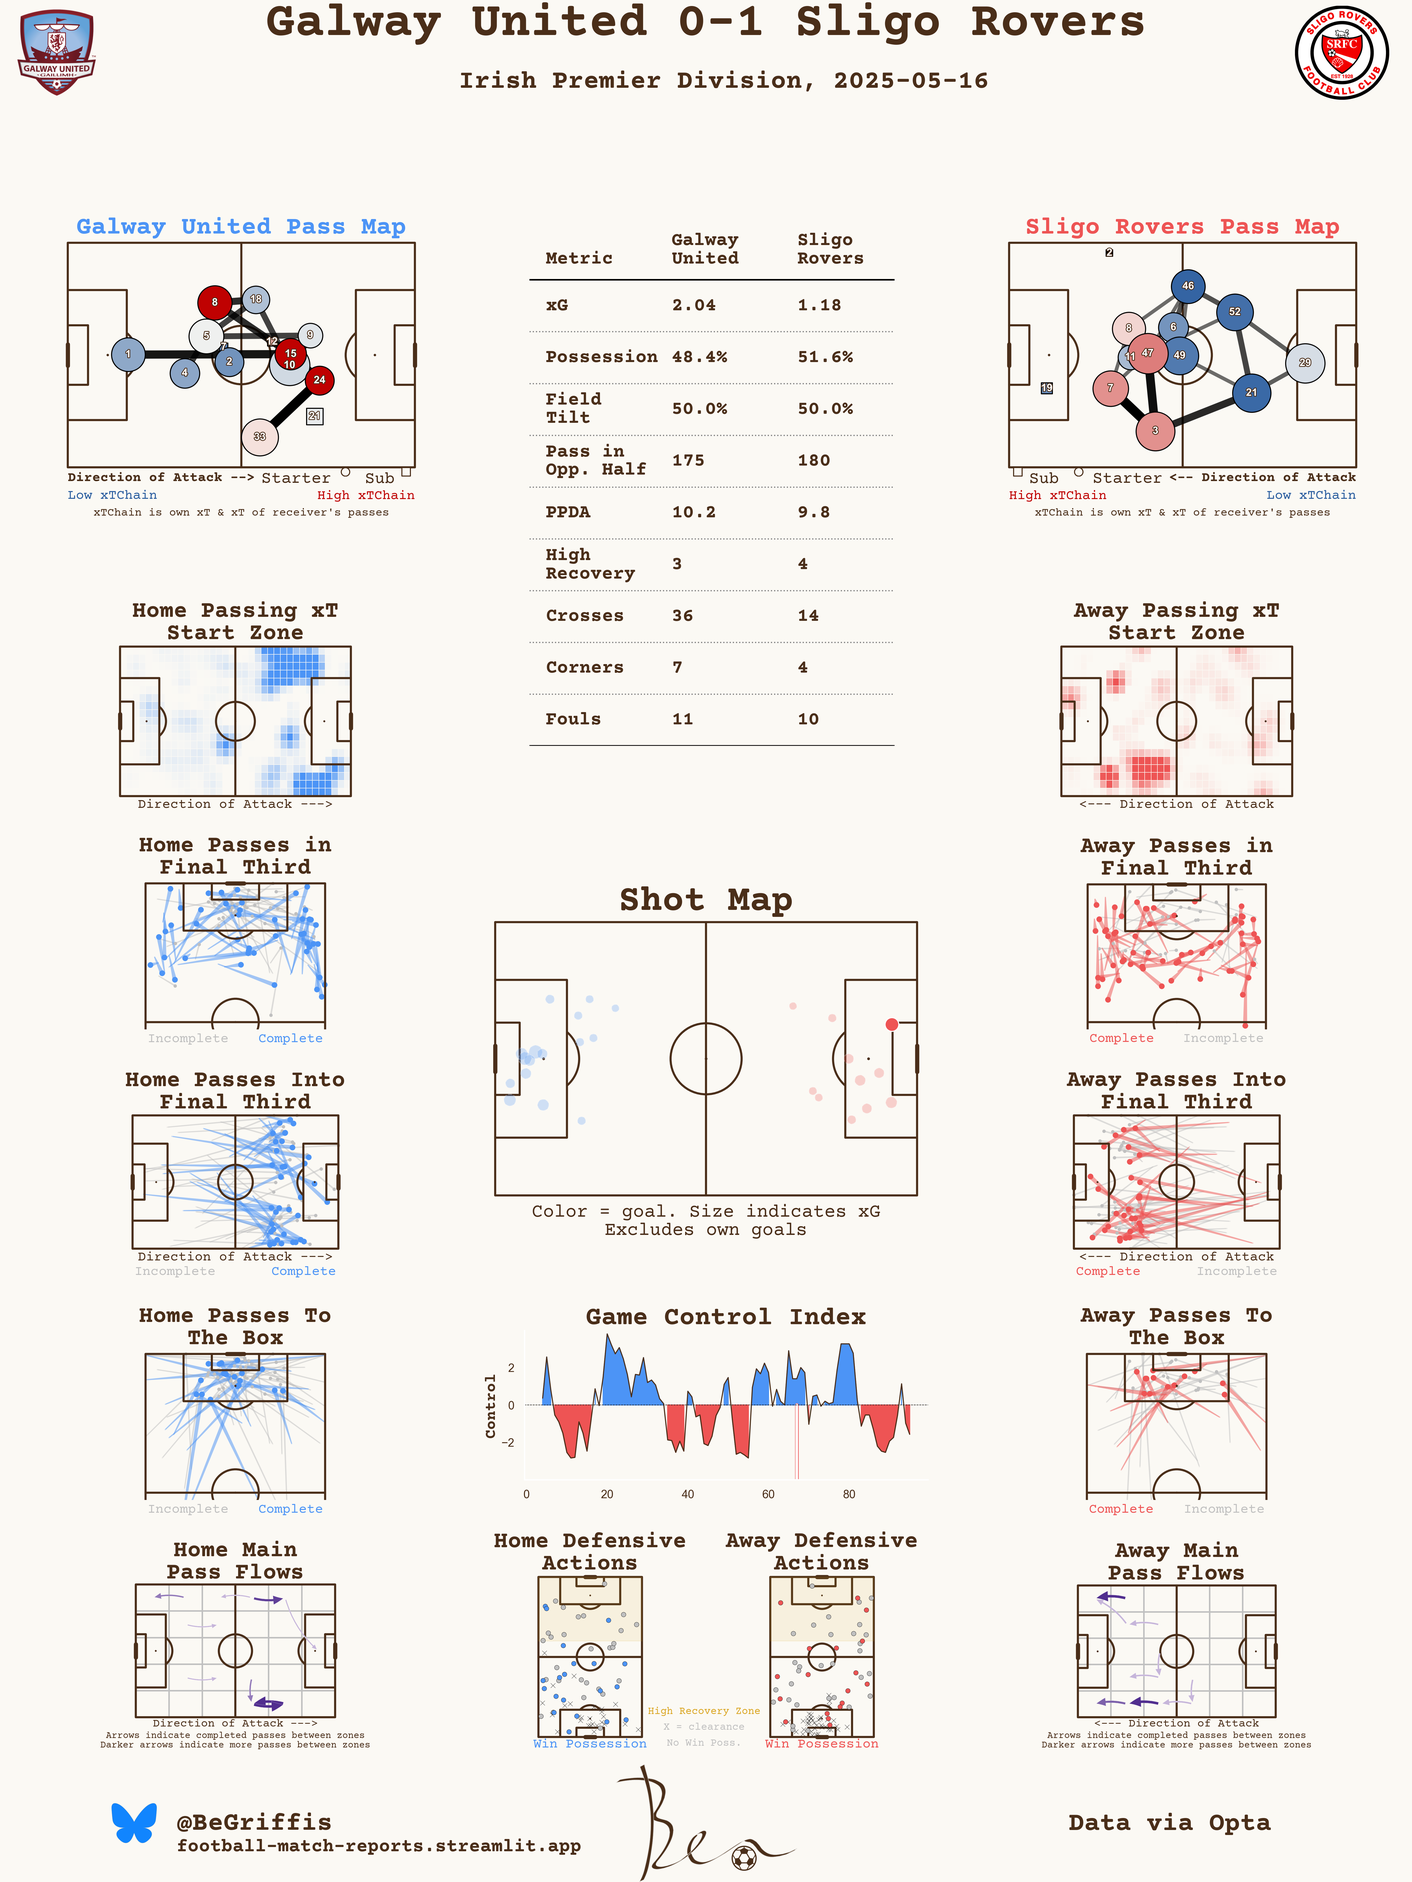 Galway United 0-1 Sligo Rovers
Irish Premier Division, 2025-05-16
GALWAY UNITED
GAILLIMH
SLIGO ROVERS
SRFC
EST 1928
FOOTBALL CLUB
Galway United Pass Map
8
18
5
7
12
9
1
15
2
10
4
24
21
33
Direction of Attack --> Starter Sub
Low xTChain High xTChain
xTChain is own xT & xT of receiver's passes
Metric Galway United Sligo Rovers
xG 2.04 1.18
Possession 48.4% 51.6%
Field Tilt 50.0% 50.0%
Pass in Opp. Half 175 180
PPDA 10.2 9.8
High Recovery 3 4
Crosses 36 14
Corners 7 4
Fouls 11 10
Sligo Rovers Pass Map
2
46
52
8
6
11
47
49
29
19
7
21
3
Sub Starter <-- Direction of Attack
High xTChain Low xTChain
xTChain is own xT & xT of receiver's passes
Home Passing xT
Start Zone
Direction of Attack --->
Away Passing xT
Start Zone
<--- Direction of Attack
Home Passes in
Final Third
Incomplete Complete
Away Passes in
Final Third
Complete Incomplete
Shot Map
Color = goal. Size indicates xG
Excludes own goals
Home Passes Into
Final Third
Direction of Attack --->
Incomplete Complete
Away Passes Into
Final Third
<--- Direction of Attack
Complete Incomplete
Home Passes To
The Box
Incomplete Complete
Game Control Index
Control
2
0
−2
0 20 40 60 80
Away Passes To
The Box
Complete Incomplete
Home Main
Pass Flows
Direction of Attack --->
Arrows indicate completed passes between zones
Darker arrows indicate more passes between zones
Home Defensive
Actions
Win Possession
High Recovery Zone
X = clearance
No Win Poss.
Away Defensive
Actions
Win Possession
Away Main
Pass Flows
<--- Direction of Attack
Arrows indicate completed passes between zones
Darker arrows indicate more passes between zones
@BeGriffis
football-match-reports.streamlit.app
Ben
Data via Opta